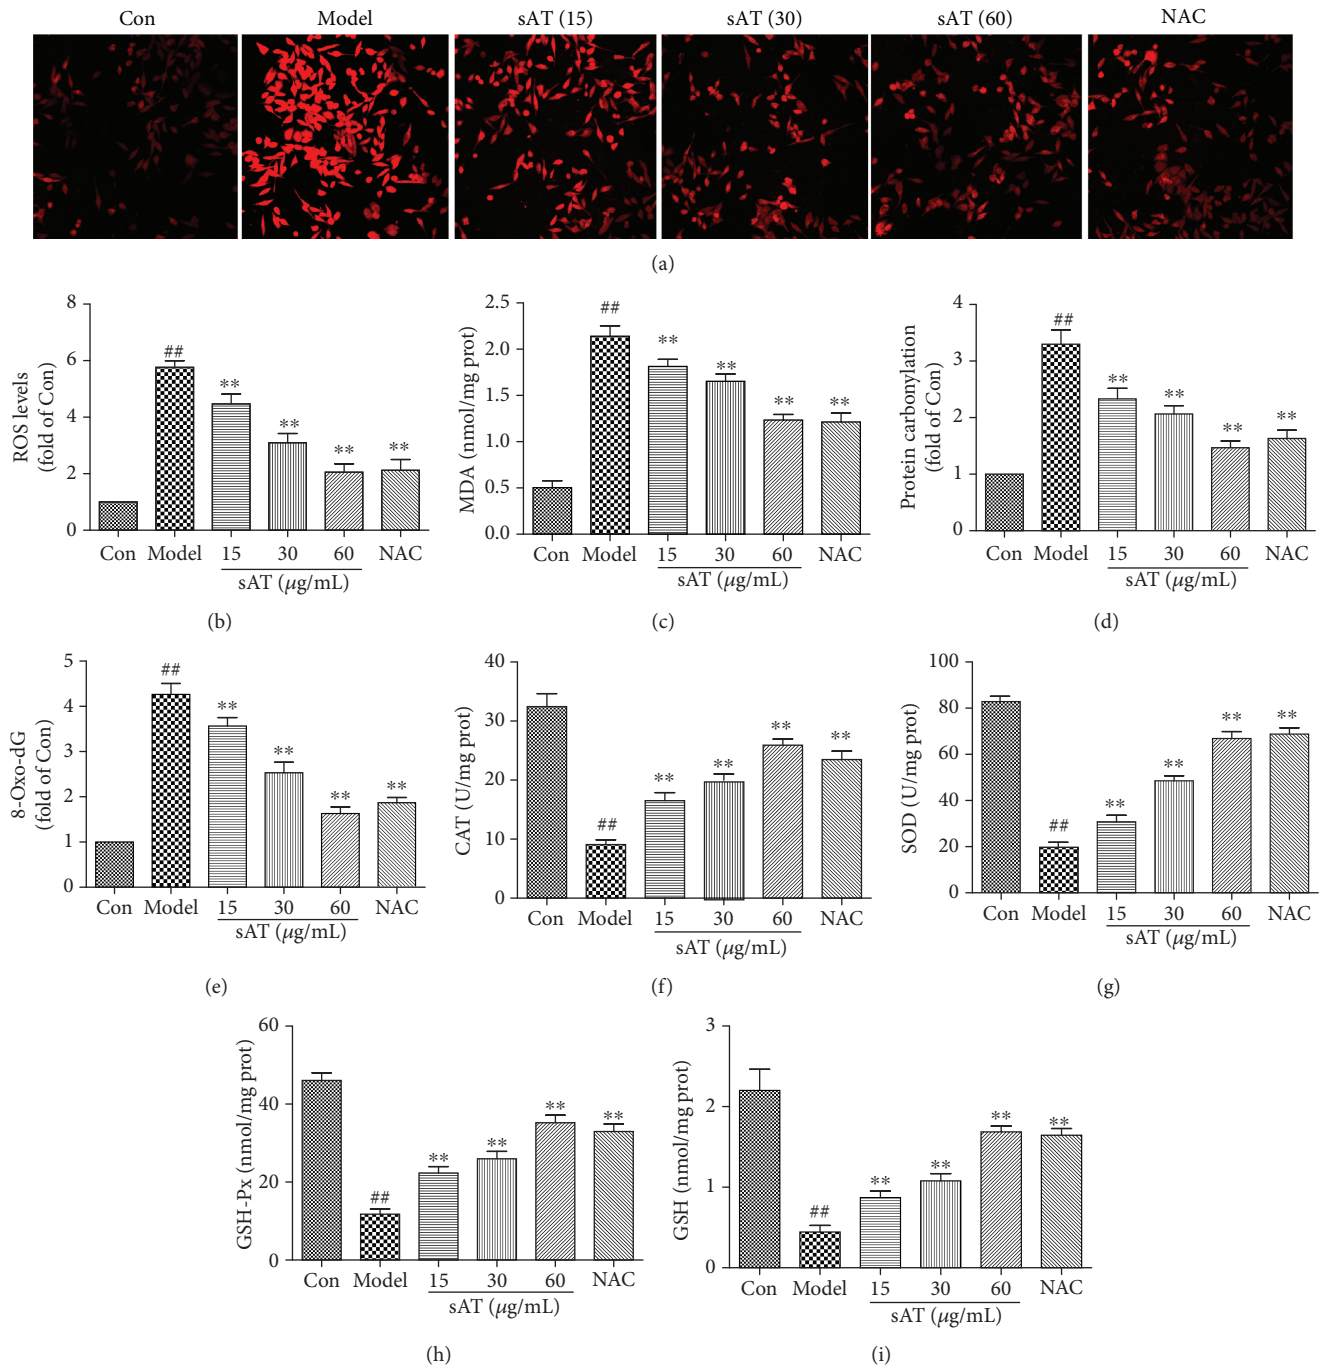 Con Model sAT (15) sAT (30) sAT (60) NAC
(a)
ROS levels
(fold of Con)
8
6
4
2
0
##
**
**
**
**
Con Model 15 30 60 NAC
sAT (μg/mL)
(b)
MDA (nmol/mg prot)
2.5
2.0
1.5
1.0
0.5
0.0
##
**
**
**
**
Con Model 15 30 60 NAC
sAT (μg/mL)
(c)
Protein carbonylation
(fold of Con)
4
3
2
1
0
##
**
**
**
**
Con Model 15 30 60 NAC
sAT (μg/mL)
(d)
8-Oxo-dG
(fold of Con)
5
4
3
2
1
0
##
**
**
**
**
Con Model 15 30 60 NAC
sAT (μg/mL)
(e)
CAT (U/mg prot)
40
30
20
10
0
##
**
**
**
**
Con Model 15 30 60 NAC
sAT (μg/mL)
(f)
SOD (U/mg prot)
100
80
60
40
20
0
##
**
**
**
**
Con Model 15 30 60 NAC
sAT (μg/mL)
(g)
GSH-Px (nmol/mg prot)
60
40
20
0
##
**
**
**
**
Con Model 15 30 60 NAC
sAT (μg/mL)
(h)
GSH (nmol/mg prot)
3
2
1
0
##
**
**
**
**
Con Model 15 30 60 NAC
sAT (μg/mL)
(i)